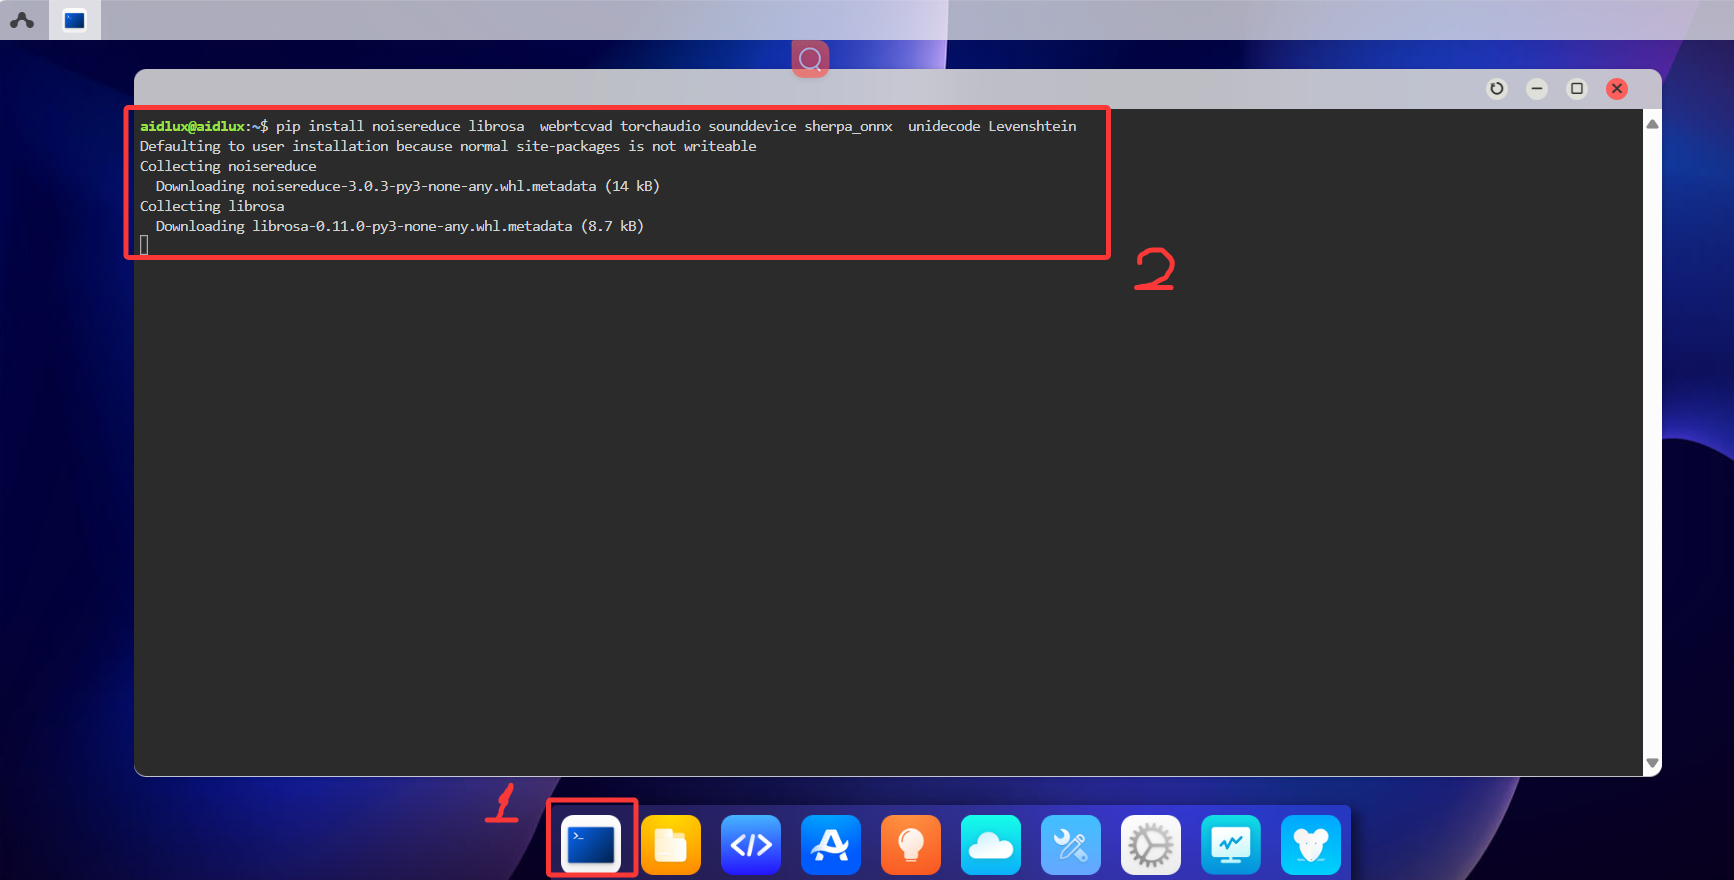 aidlux@aidlux:~$ pip install noisereduce librosa  webrtcvad torchaudio sounddevice sherpa_onnx  unidecode Levenshtein
Defaulting to user installation because normal site-packages is not writeable
Collecting noisereduce
  Downloading noisereduce-3.0.3-py3-none-any.whl.metadata (14 kB)
Collecting librosa
  Downloading librosa-0.11.0-py3-none-any.whl.metadata (8.7 kB)
2
1